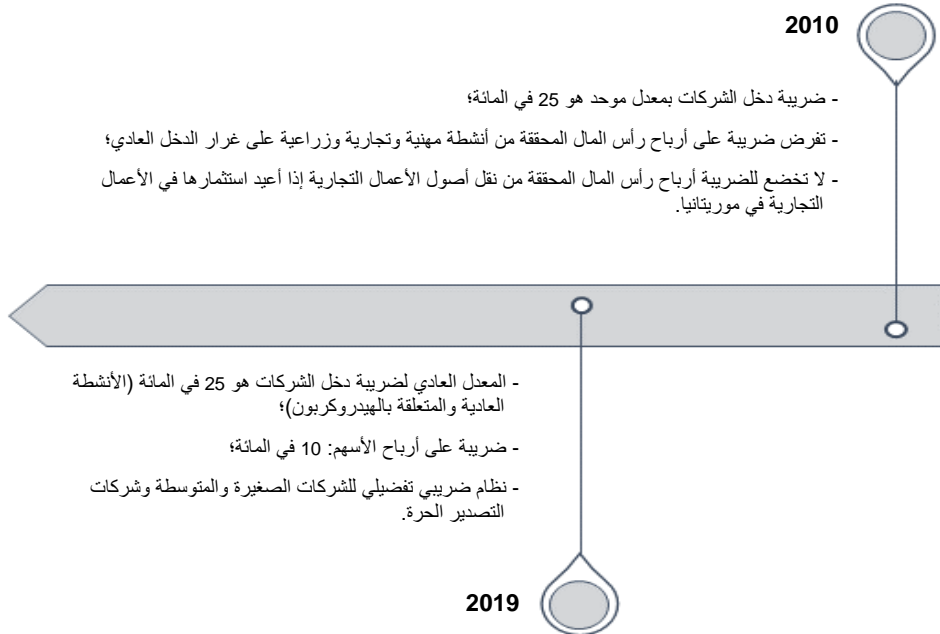 2010
- ضريبة دخل الشركات بمعدل موحد هو 25 في المائة؛
- تفرض ضريبة على أرباح رأس المال المحققة من أنشطة مهنية وتجارية وزراعية على غرار الدخل العادي؛
- لا تخضع للضريبة أرباح رأس المال المحققة من نقل أصول الأعمال التجارية إذا أعيد استثمارها في الأعمال
التجارية في موريتانيا.
- المعدل العادي لضريبة دخل الشركات هو 25 في المائة (الأنشطة
العادية والمتعلقة بالهيدروكربون)؛
- ضريبة على أرباح الأسهم: 10 في المائة؛
- نظام ضريبي تفضيلي للشركات الصغيرة والمتوسطة وشركات
التصدير الحرة.
2019